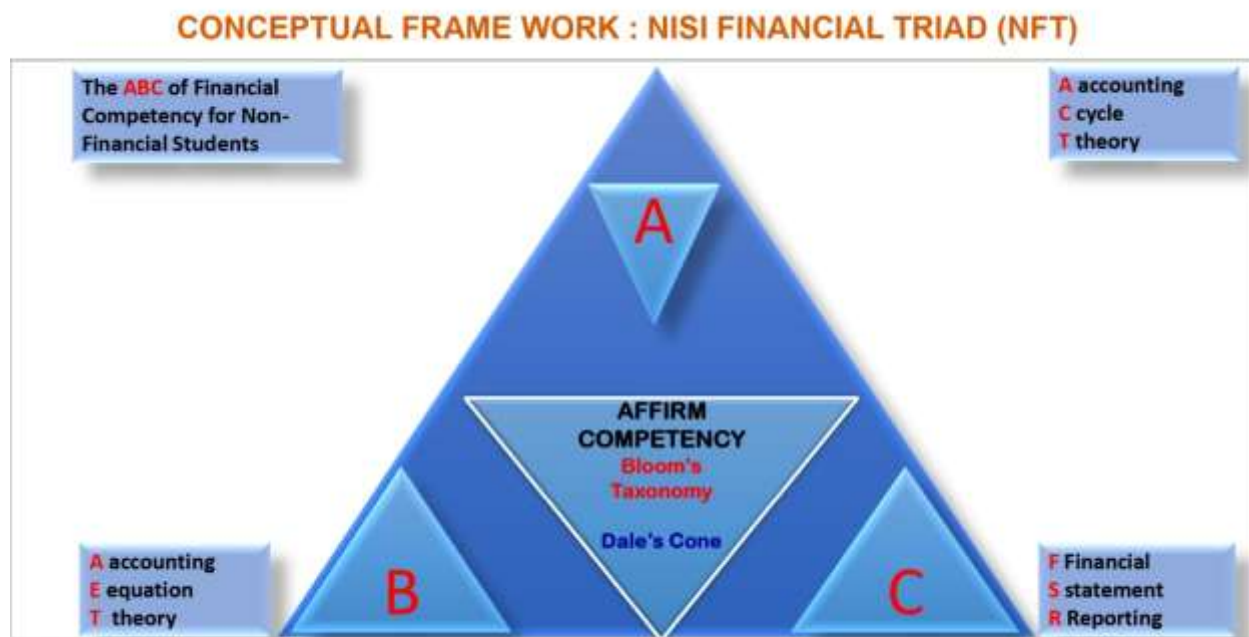 CONCEPTUAL FRAME WORK : NISI FINANCIAL TRIAD (NFT)
The ABC of Financial
Competency for Non-
Financial Students
A accounting
C cycle
T theory
A
AFFIRM
COMPETENCY
Bloom's
Taxonomy
Dale's Cone
A accounting
E equation
T theory
B
C
F Financial
S statement
R Reporting